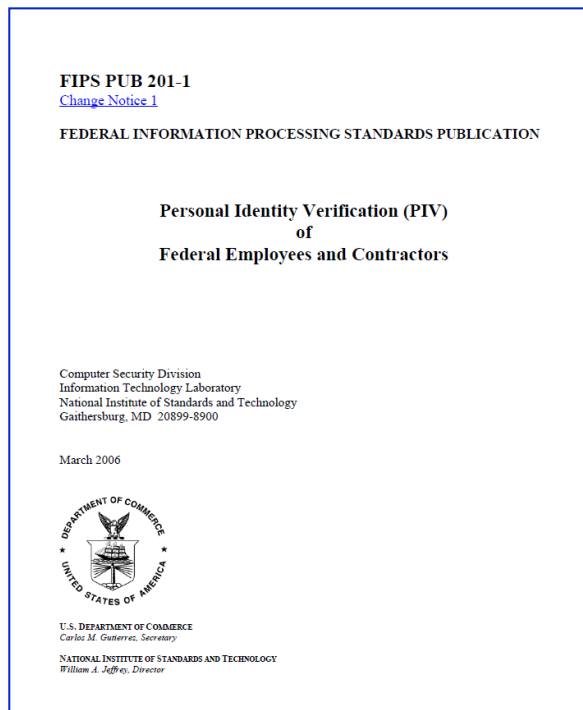 FIPS PUB 201-1
Change Notice 1
FEDERAL INFORMATION PROCESSING STANDARDS PUBLICATION
Personal Identity Verification (PIV)
of
Federal Employees and Contractors
Computer Security Division
Information Technology Laboratory
National Institute of Standards and Technology
Gaithersburg, MD 20899-8900
March 2006
DEPARTMENT OF COMMERCE
UNITED STATES OF AMERICA
U.S. DEPARTMENT OF COMMERCE
Carlos M. Gutierrez, Secretary
NATIONAL INSTITUTE OF STANDARDS AND TECHNOLOGY
William A. Jeffrey, Director